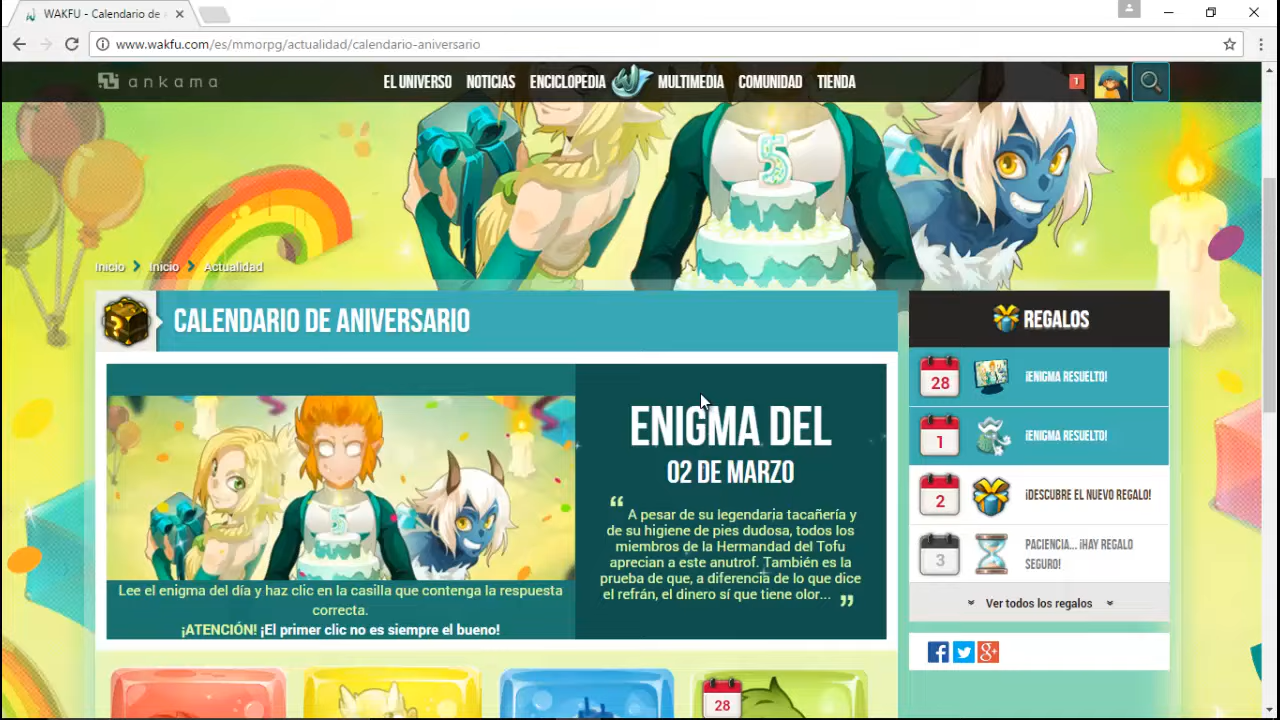 WAKFU - Calendario de
www.wakfu.com/es/mmorpg/actualidad/calendario-aniversario
ankama
EL UNIVERSO NOTICIAS ENCICLOPEDIA MULTIMEDIA COMUNIDAD TIENDA
1
5
Inicio Inicio Actualidad
CALENDARIO DE ANIVERSARIO
ENIGMA DEL
02 DE MARZO
“ A pesar de su legendaria tacañería y
de su higiene de pies dudosa, todos los
miembros de la Hermandad del Tofu
aprecian a este anutrof. También es la
prueba de que, a diferencia de lo que dice
el refrán, el dinero sí que tiene olor... ”
5
Lee el enigma del día y haz clic en la casilla que contenga la respuesta
correcta.
¡ATENCIÓN! ¡El primer clic no es siempre el bueno!
28
REGALOS
28 ¡ENIGMA RESUELTO!
1 ¡ENIGMA RESUELTO!
2 ¡DESCUBRE EL NUEVO REGALO!
3 PACIENCIA... ¡HAY REGALO
SEGURO!
Ver todos los regalos